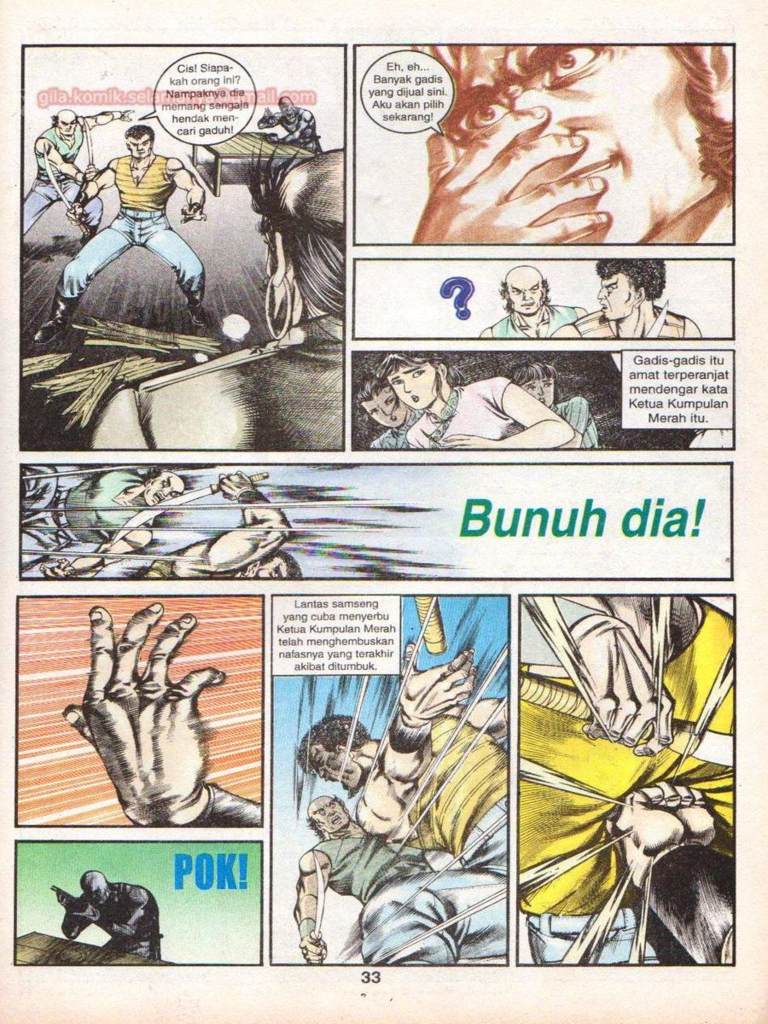 Cis! Siapa-
kah orang ini?
Nampaknya dia
memang sengaja
hendak men-
cari gaduh!
Eh, eh...
Banyak gadis
yang dijual sini.
Aku akan pilih
sekarang!
?
Gadis-gadis itu
amat terperanjat
mendengar kata
Ketua Kumpulan
Merah itu.
Bunuh dia!
Lantas samseng
yang cuba menyerbu
Ketua Kumpulan Merah
telah menghembuskan
nafasnya yang terakhir
akibat ditumbuk.
POK!
33